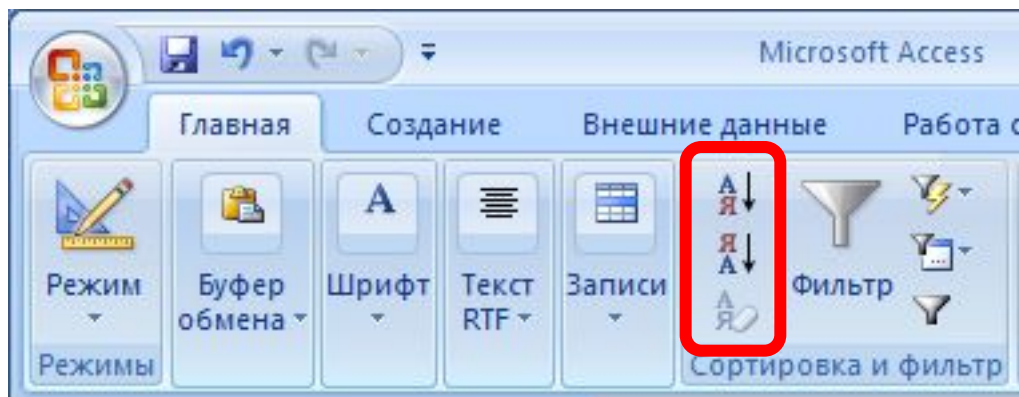 Microsoft Access
Главная Создание Внешние данные Работа с
Режим Буфер обмена Шрифт Текст RTF Записи Фильтр
А
Я
Я
А
А
Я
Режимы Сортировка и фильтр